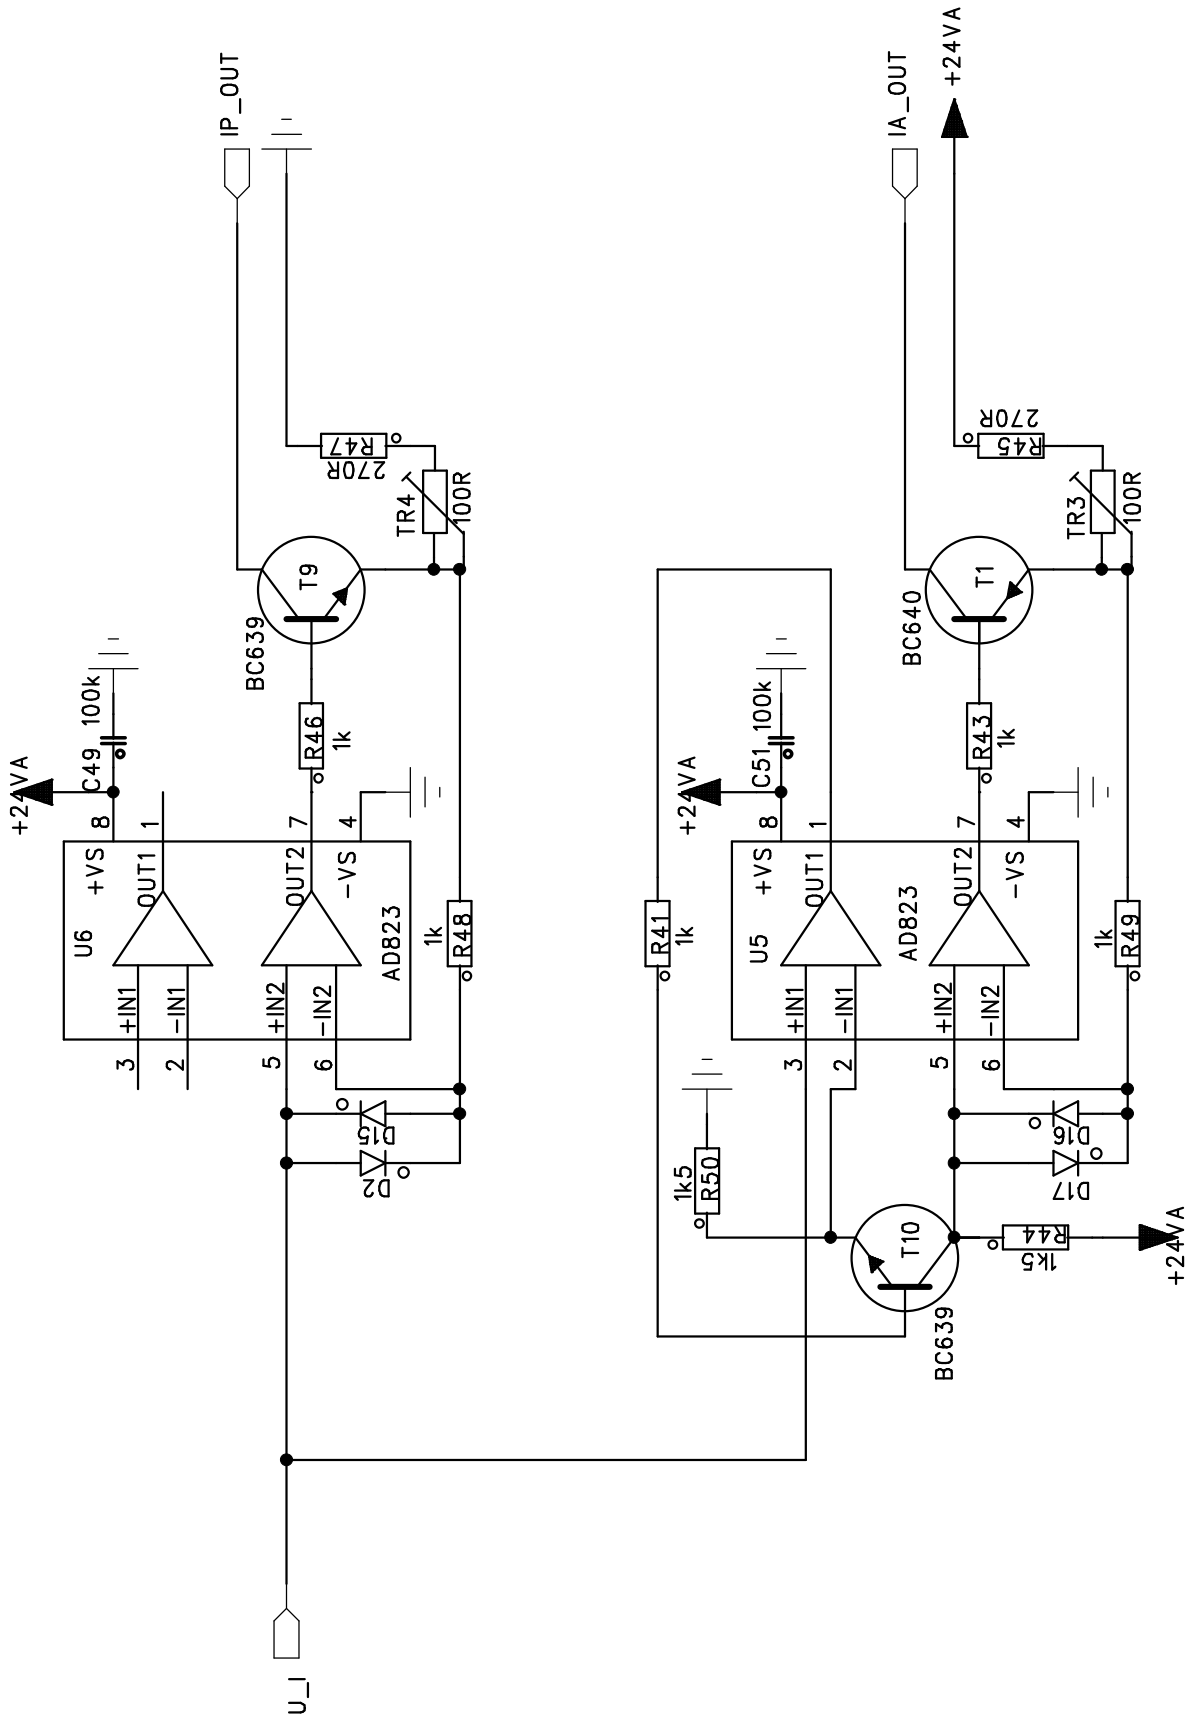 U_I
IP_OUT
+24VA
C49
100k
U6
+VS
8
OUT1
1
+IN1
3
-IN1
2
+IN2
5
OUT2
7
-IN2
6
-VS
4
AD823
D15
D2
1k
R48
R46
1k
BC639
T9
TR4
100R
R47
270R
R41
1k
+24VA
C51
100k
U5
+VS
8
OUT1
1
+IN1
3
-IN1
2
AD823
+IN2
5
OUT2
7
-IN2
6
-VS
4
1k5
R50
T10
BC639
R44
1k5
+24VA
D16
D17
1k
R49
R43
1k
BC640
T1
TR3
100R
R45
270R
IA_OUT
+24VA